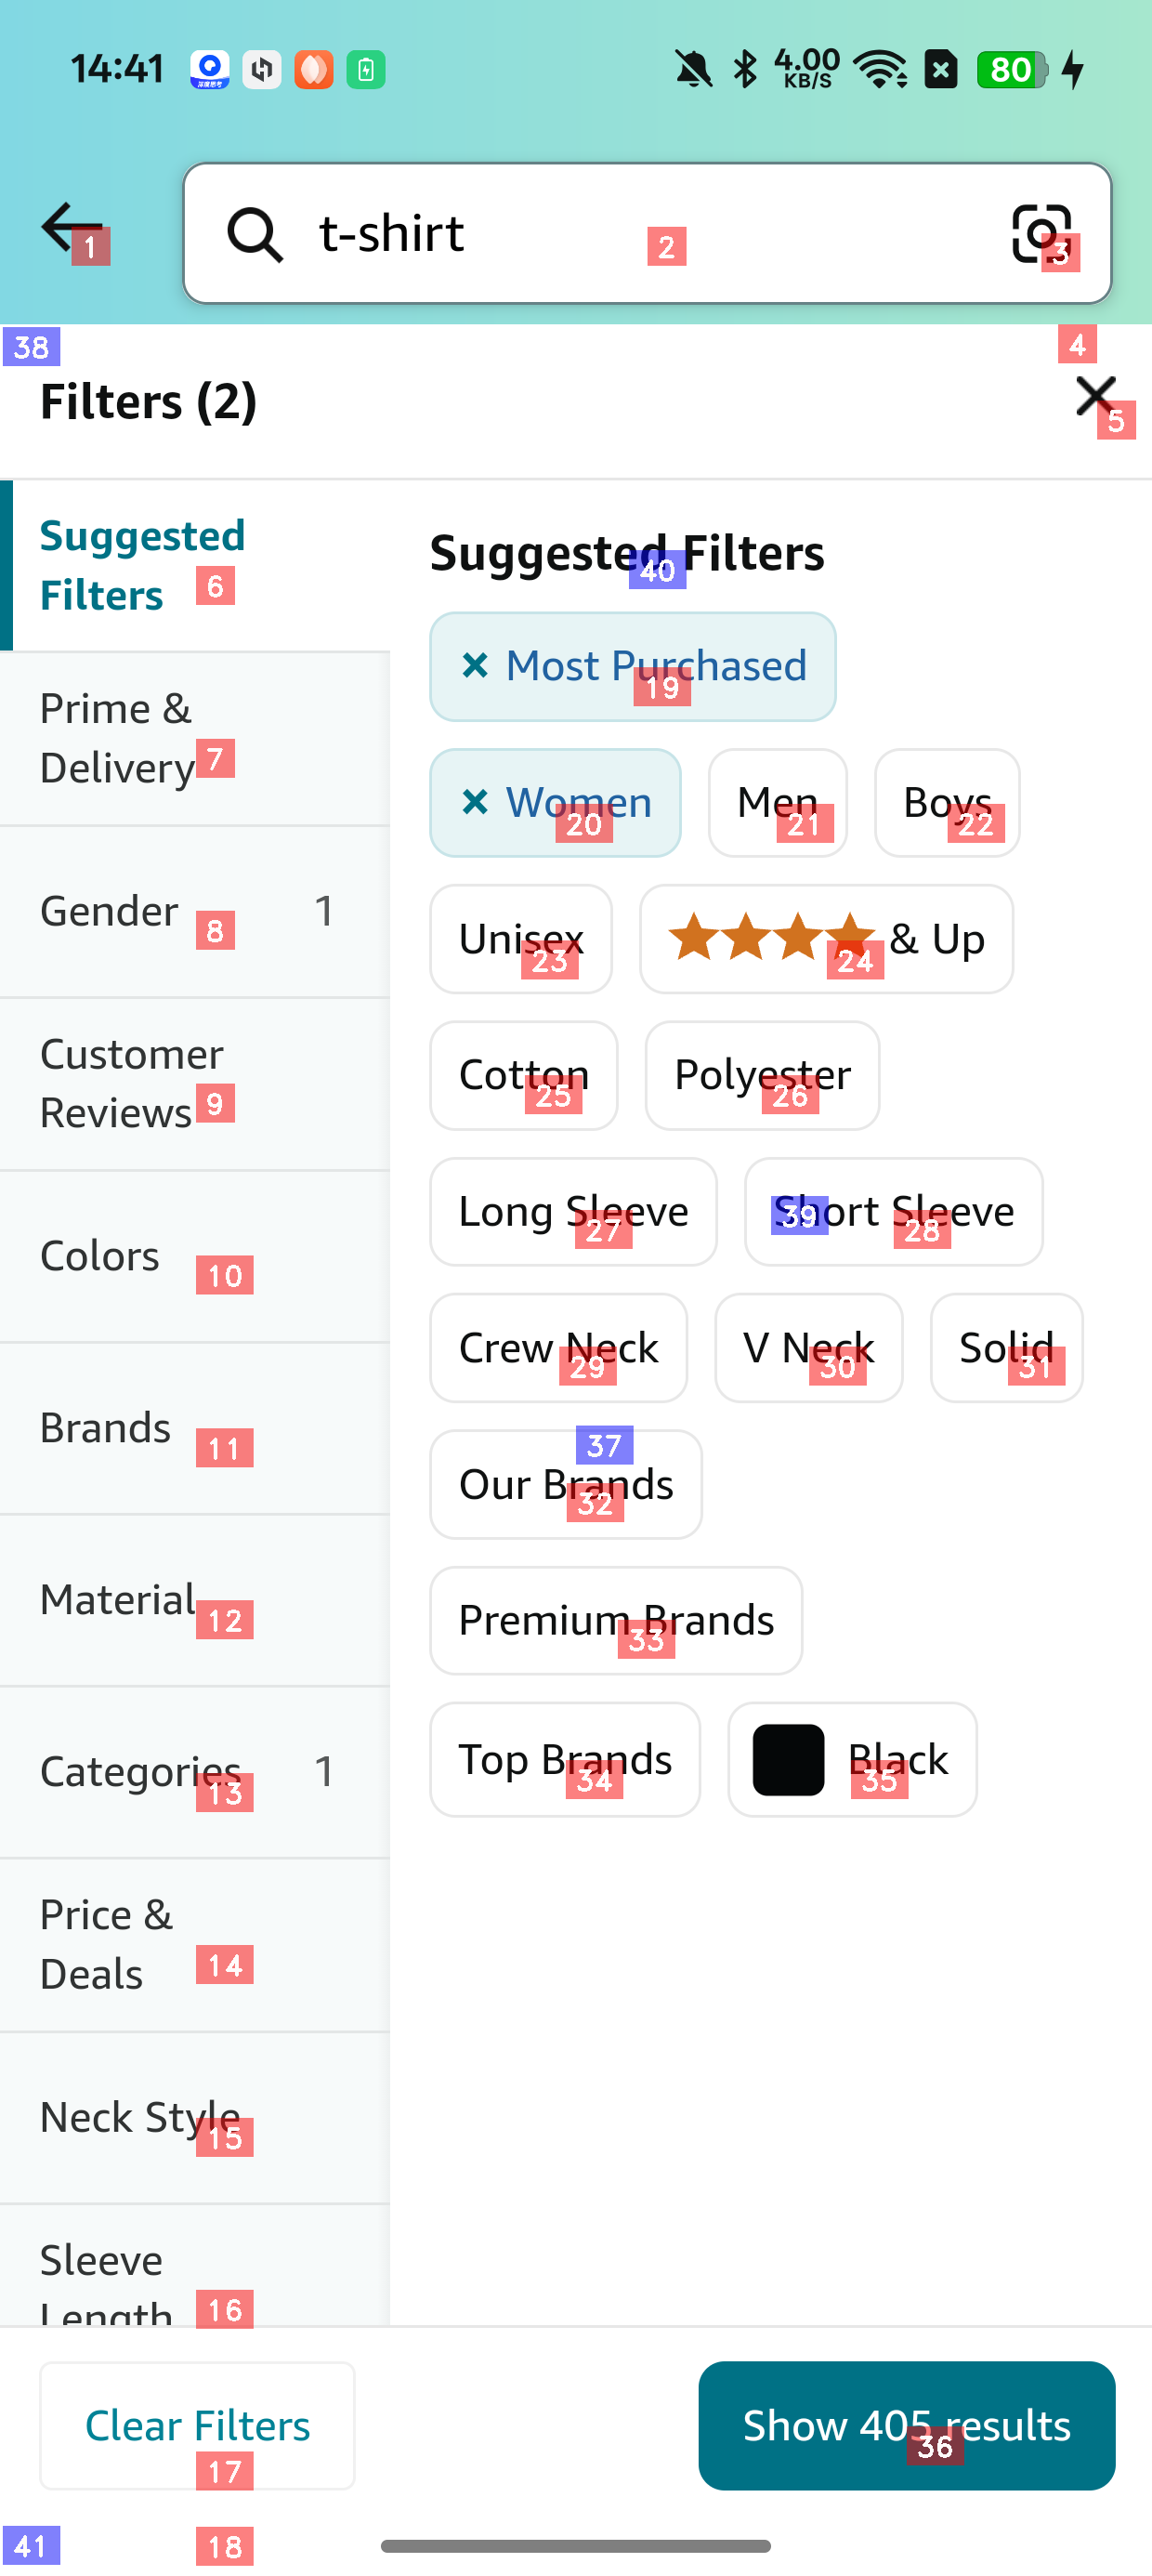 14:41
4.00 KB/S
80
t-shirt
1
2
3
38
4
Filters (2)
5
Suggested
Filters
6
Suggested Filters
40
Most Purchased
19
Prime &
Delivery
7
Women
20
Men
21
Boys
22
Gender
1
8
Unisex
23
& Up
24
Customer
Reviews
9
Cotton
25
Polyester
26
Long Sleeve
27
Short Sleeve
39
28
Colors
10
Crew Neck
29
V Neck
30
Solid
31
Brands
11
37
Our Brands
32
Material
12
Premium Brands
33
Categories
1
13
Top Brands
34
Black
35
Price &
Deals
14
Neck Style
15
Sleeve
Length
16
Clear Filters
17
Show 405 results
36
41
18